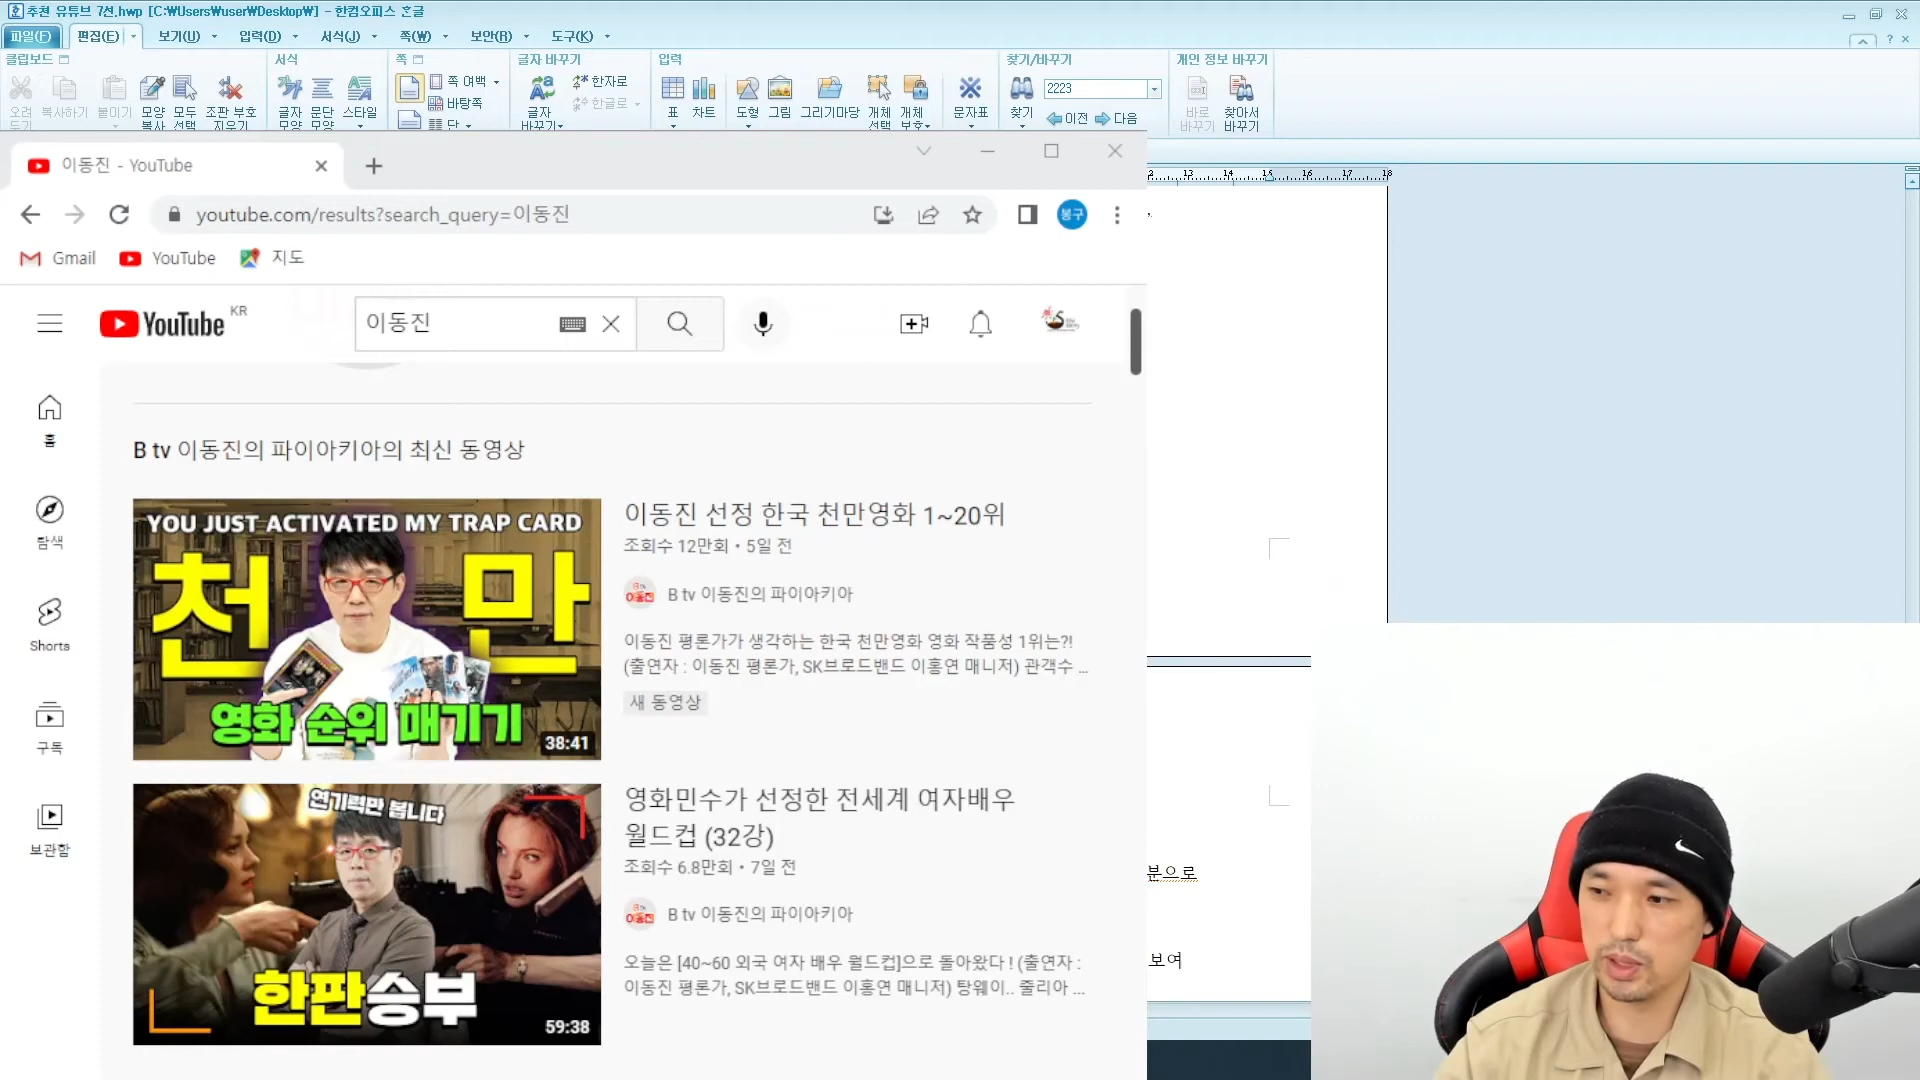 추천 유튜브 7선.hwp [C:\Users\user\Desktop\] - 한컴오피스 흔글
파일(F) 편집(E) 보기(U) 입력(D) 서식(J) 쪽(W) 보안(R) 도구(K)
클립보드 서식 쪽 글자 바꾸기 입력 찾기/바꾸기 개인 정보 바꾸기
쪽 여백 한자로 2223
바탕쪽 한글로
오려 두기 복사하기 붙이기 모양 복사 모두 선택 조판 부호 지우기 글자 모양 문단 모양 스타일 단 글자 바꾸기 표 차트 도형 그림 그리기마당 개체 선택 개체 보호 문자표 찾기 이전 다음 바로 바꾸기 찾아서 바꾸기
이동진 - YouTube
12 13 14 15 16 17 18
youtube.com/results?search_query=이동진
봉구
Gmail YouTube 지도
YouTube KR
이동진
홈
탐색
Shorts
구독
보관함
B tv 이동진의 파이아키아의 최신 동영상
YOU JUST ACTIVATED MY TRAP CARD
천만
영화 순위 매기기
38:41
이동진 선정 한국 천만영화 1~20위
조회수 12만회 • 5일 전
B tv 이동진의 파이아키아
이동진 평론가가 생각하는 한국 천만영화 영화 작품성 1위는?!
(출연자 : 이동진 평론가, SK브로드밴드 이홍연 매니저) 관객수 ...
새 동영상
연기력만 봅니다
한판승부
59:38
영화민수가 선정한 전세계 여자배우
월드컵 (32강)
조회수 6.8만회 • 7일 전
B tv 이동진의 파이아키아
오늘은 [40~60 외국 여자 배우 월드컵]으로 돌아왔다 ! (출연자 :
이동진 평론가, SK브로드밴드 이홍연 매니저) 탕웨이.. 줄리아 ...
분으로
보여